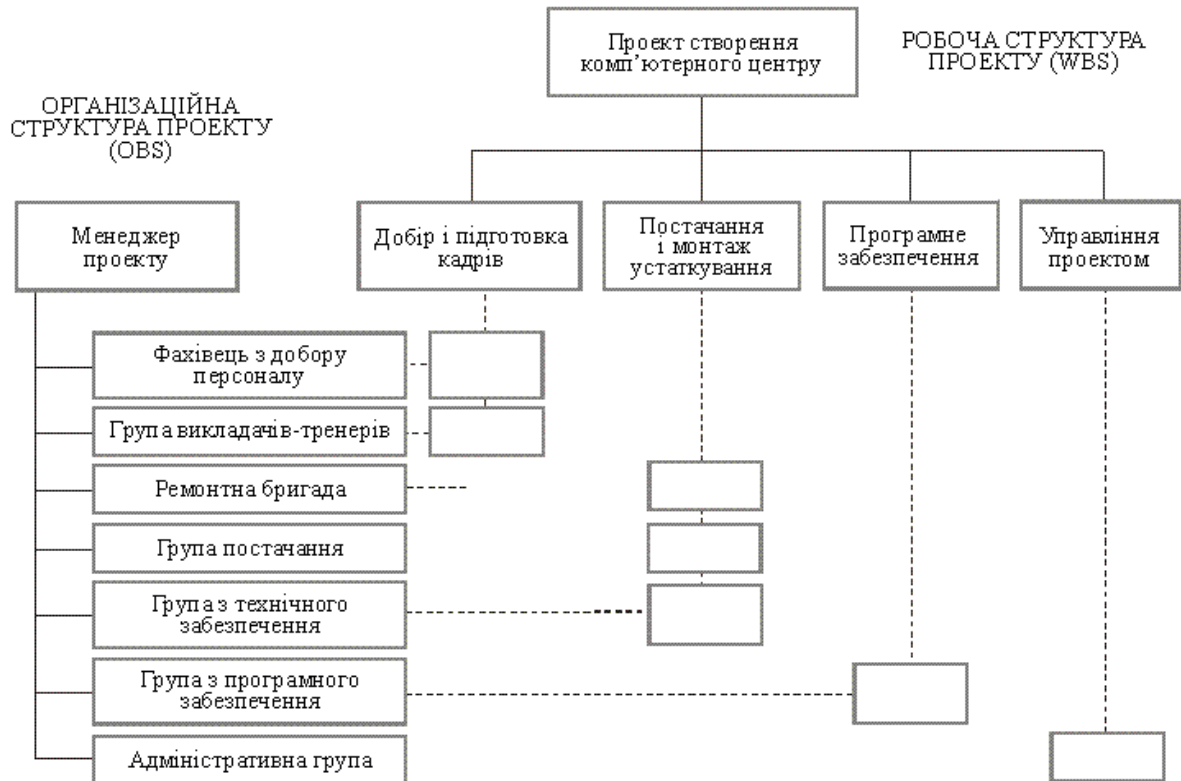 Проект створення
комп’ютерного центру
РОБОЧА СТРУКТУРА
ПРОЕКТУ (WBS)
ОРГАНІЗАЦІЙНА
СТРУКТУРА ПРОЕКТУ
(OBS)
Менеджер
проекту
Добір і підготовка
кадрів
Постачання
і монтаж
устаткування
Програмне
забезпечення
Управління
проектом
Фахівець з добору
персоналу
Група викладачів-тренерів
Ремонтна бригада
Група постачання
Група з технічного
забезпечення
Група з програмного
забезпечення
Адміністративна група